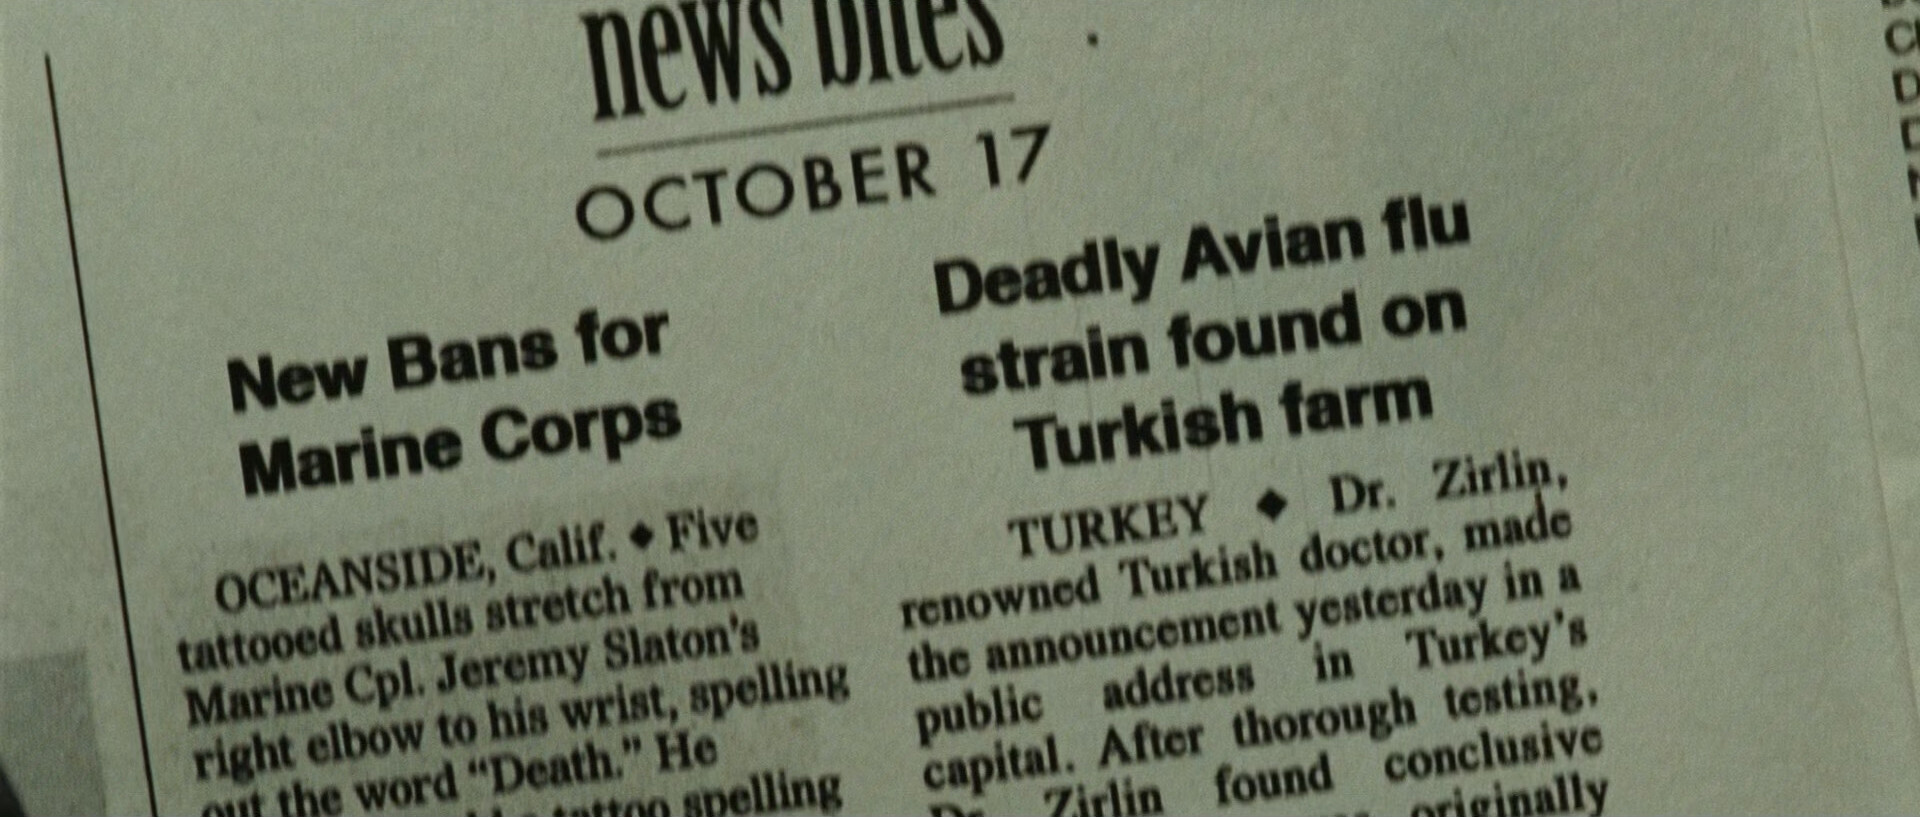 news bites
OCTOBER 17
New Bans for
Marine Corps
OCEANSIDE, Calif. ◆ Five
tattooed skulls stretch from
Marine Cpl. Jeremy Slaton's
right elbow to his wrist, spelling
out the word “Death.” He
tattoo spelling
Deadly Avian flu
strain found on
Turkish farm
TURKEY ◆ Dr. Zirlin,
renowned Turkish doctor, made
the announcement yesterday in a
public address in Turkey's
capital. After thorough testing,
Dr. Zirlin found conclusive
originally